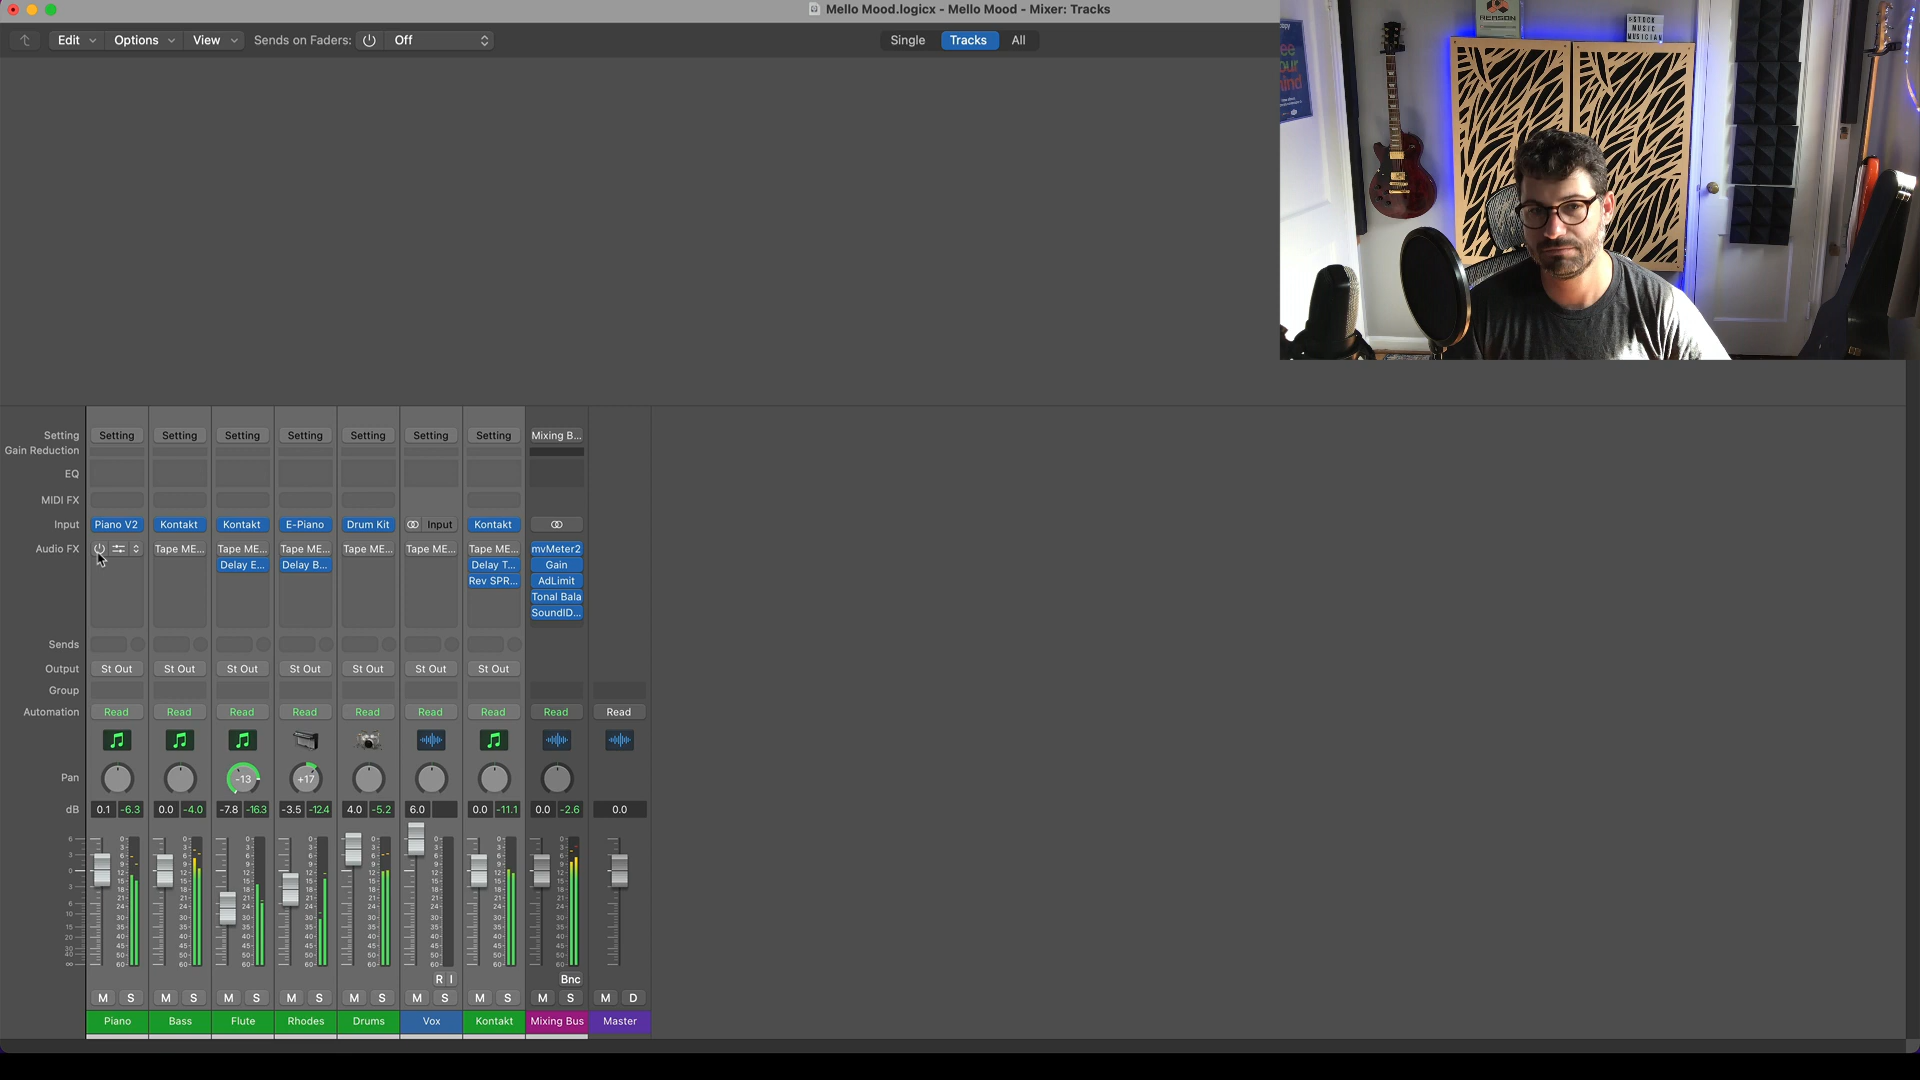 Mello Mood.logicx - Mello Mood - Mixer: Tracks
Edit Options View Sends on Faders: Off Single Tracks All
REASON
STOCK
MUSIC
MUSICIAN
Setting Setting Setting Setting Setting Setting Setting Setting Mixing B...
Gain Reduction
EQ
MIDI FX
Input Piano V2 Kontakt Kontakt E-Piano Drum Kit Input Kontakt
Audio FX Tape ME... Tape ME... Tape ME... Tape ME... Tape ME... Tape ME... mvMeter2
Delay E... Delay B... Delay T... Gain
Rev SPR... AdLimit
Tonal Bala
SoundID...
Sends
Output St Out St Out St Out St Out St Out St Out St Out
Group
Automation Read Read Read Read Read Read Read Read Read
Pan -13 +17
dB 0.1 -6.3 0.0 -4.0 -7.8 -16.3 -3.5 -12.4 4.0 -5.2 6.0 0.0 -11.1 0.0 -2.6 0.0
R I Bnc
M S M S M S M S M S M S M S M S M D
Piano Bass Flute Rhodes Drums Vox Kontakt Mixing Bus Master